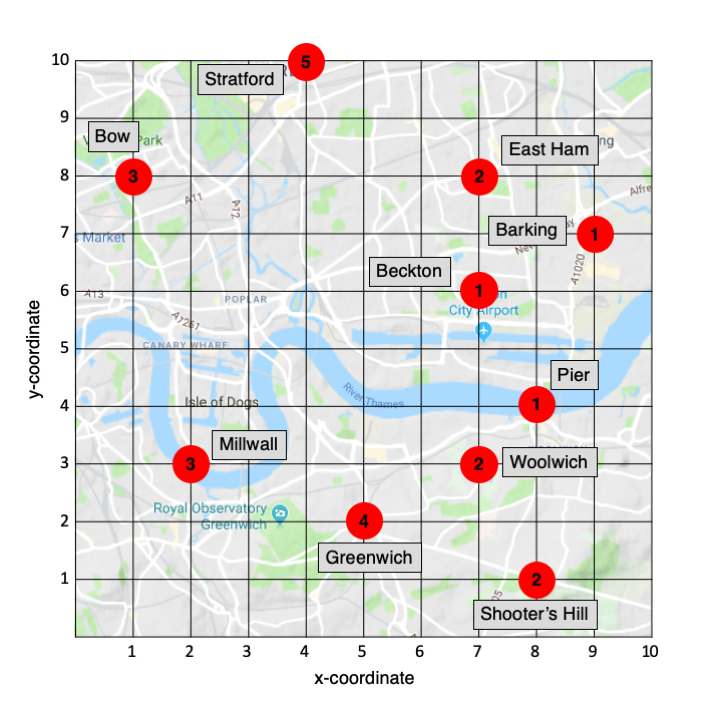 10
5
Stratford
9
Bow
Park
East Ham
ng
8
3
2
A11
A12
Alfre
7
s Market
Barking
1
Beckton
A1020
6
1
A13
POPLAR
City Airport
A1261
5
CANARY WHARF
Pier
River Thames
4
Isle of Dogs
1
Millwall
3
3
2
Woolwich
Royal Observatory
Greenwich
2
4
Greenwich
1
2
Shooter's Hill
1
2
3
4
5
6
7
8
9
10
x-coordinate
y-coordinate